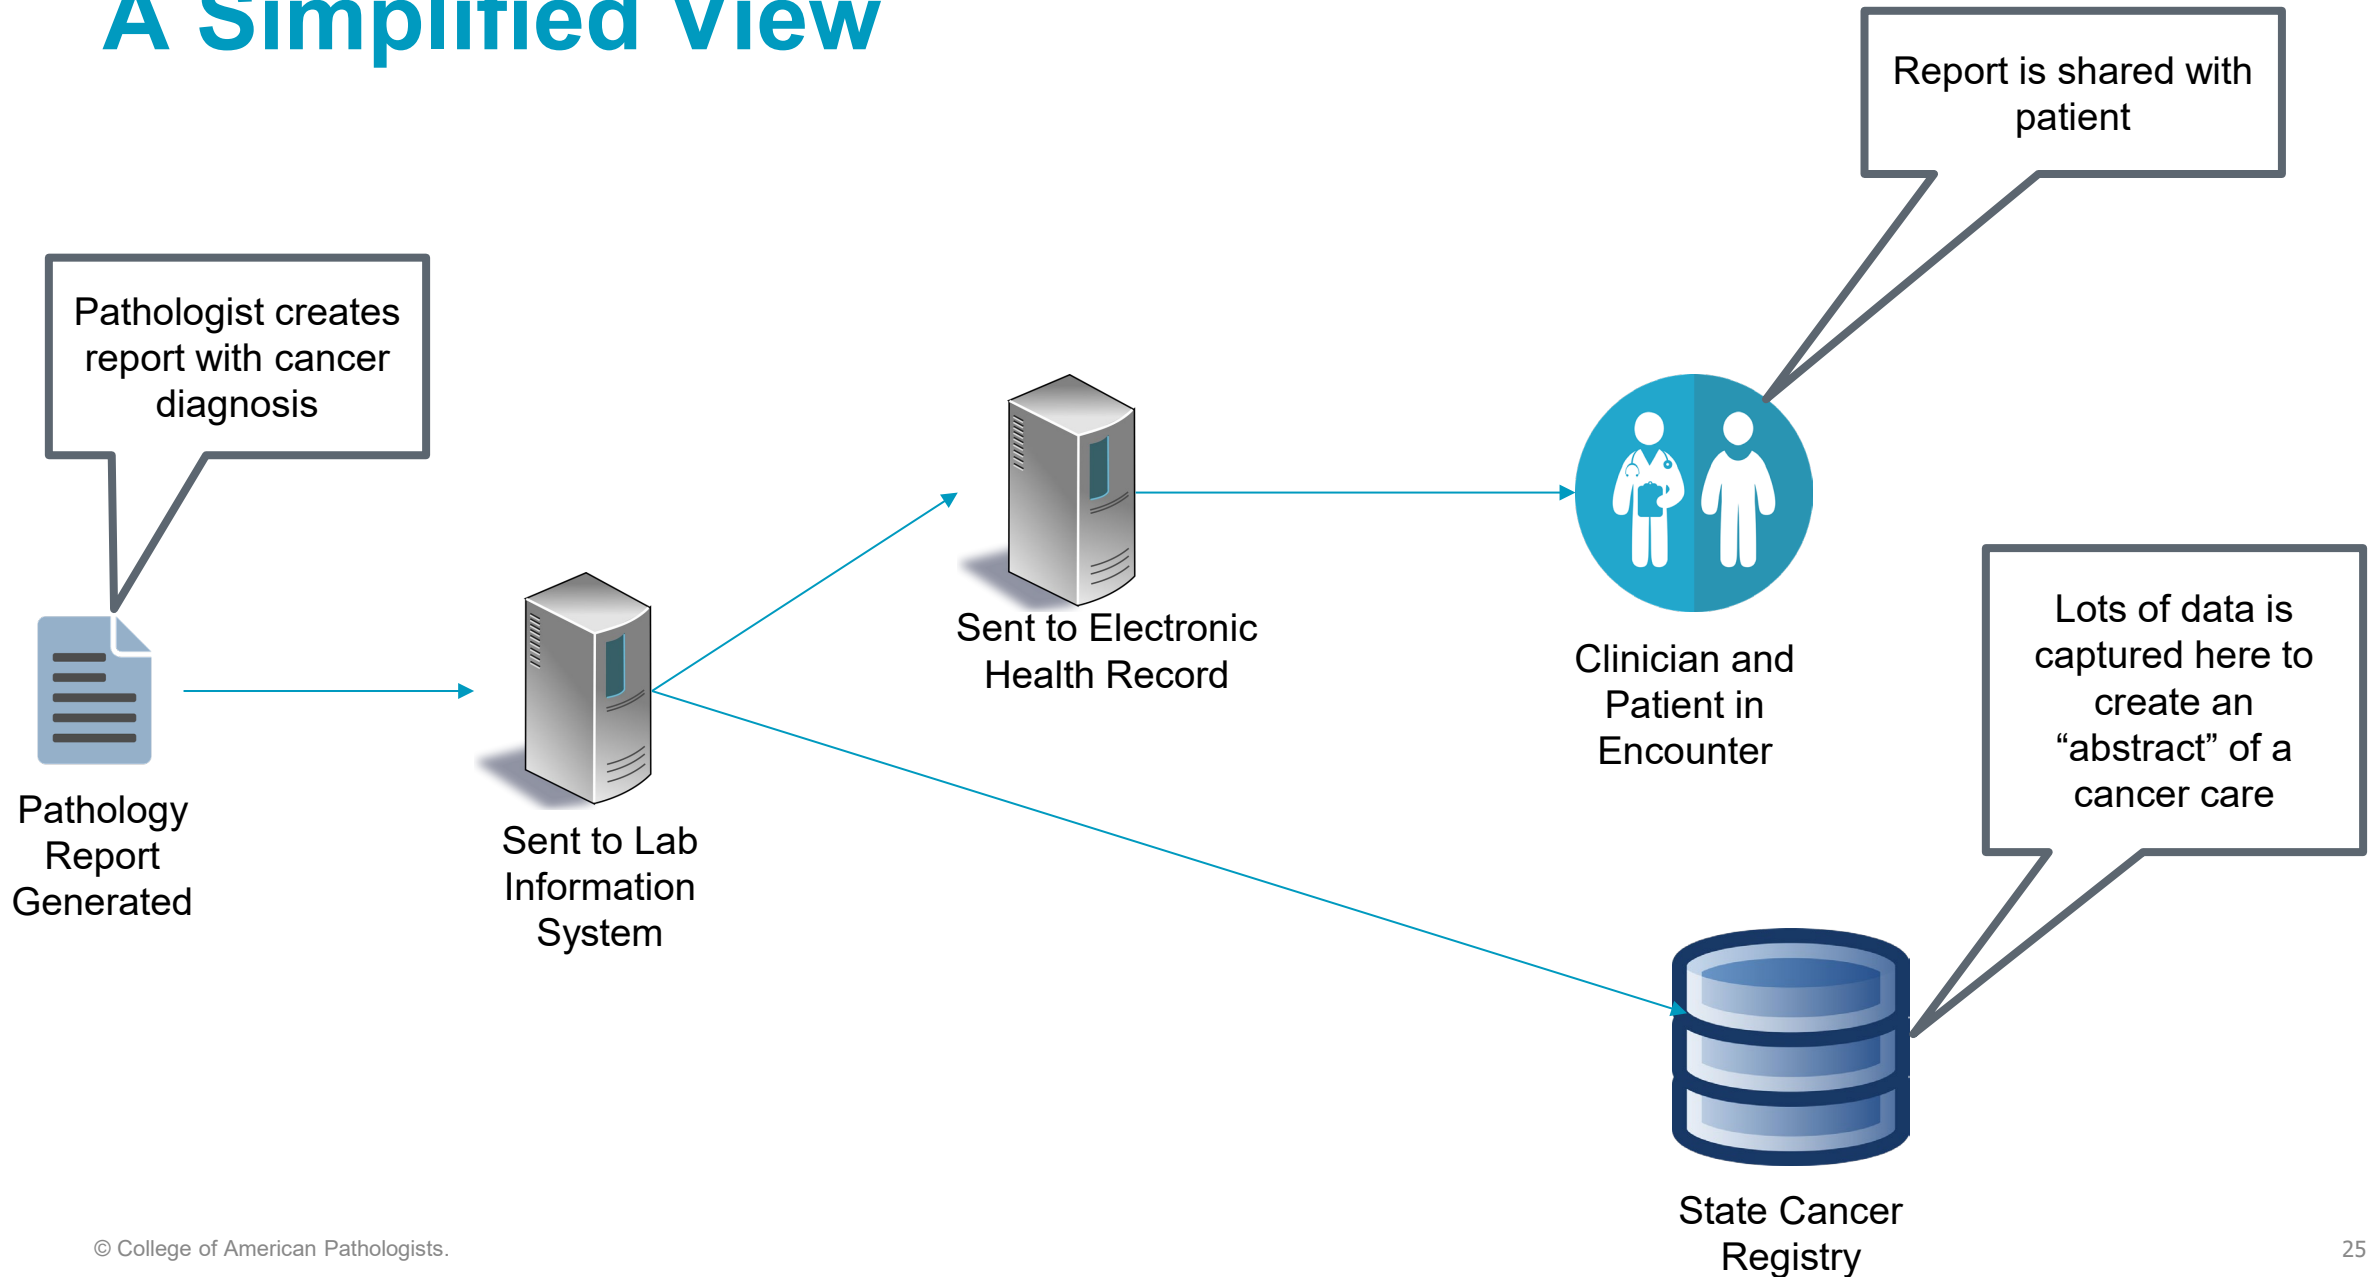 A Simplified View
Report is shared with
patient
Pathologist creates
report with cancer
diagnosis
Sent to Electronic
Health Record
Clinician and
Patient in
Encounter
Lots of data is
captured here to
create an
“abstract” of a
cancer care
Pathology
Report
Generated
Sent to Lab
Information
System
State Cancer
Registry
© College of American Pathologists.
25